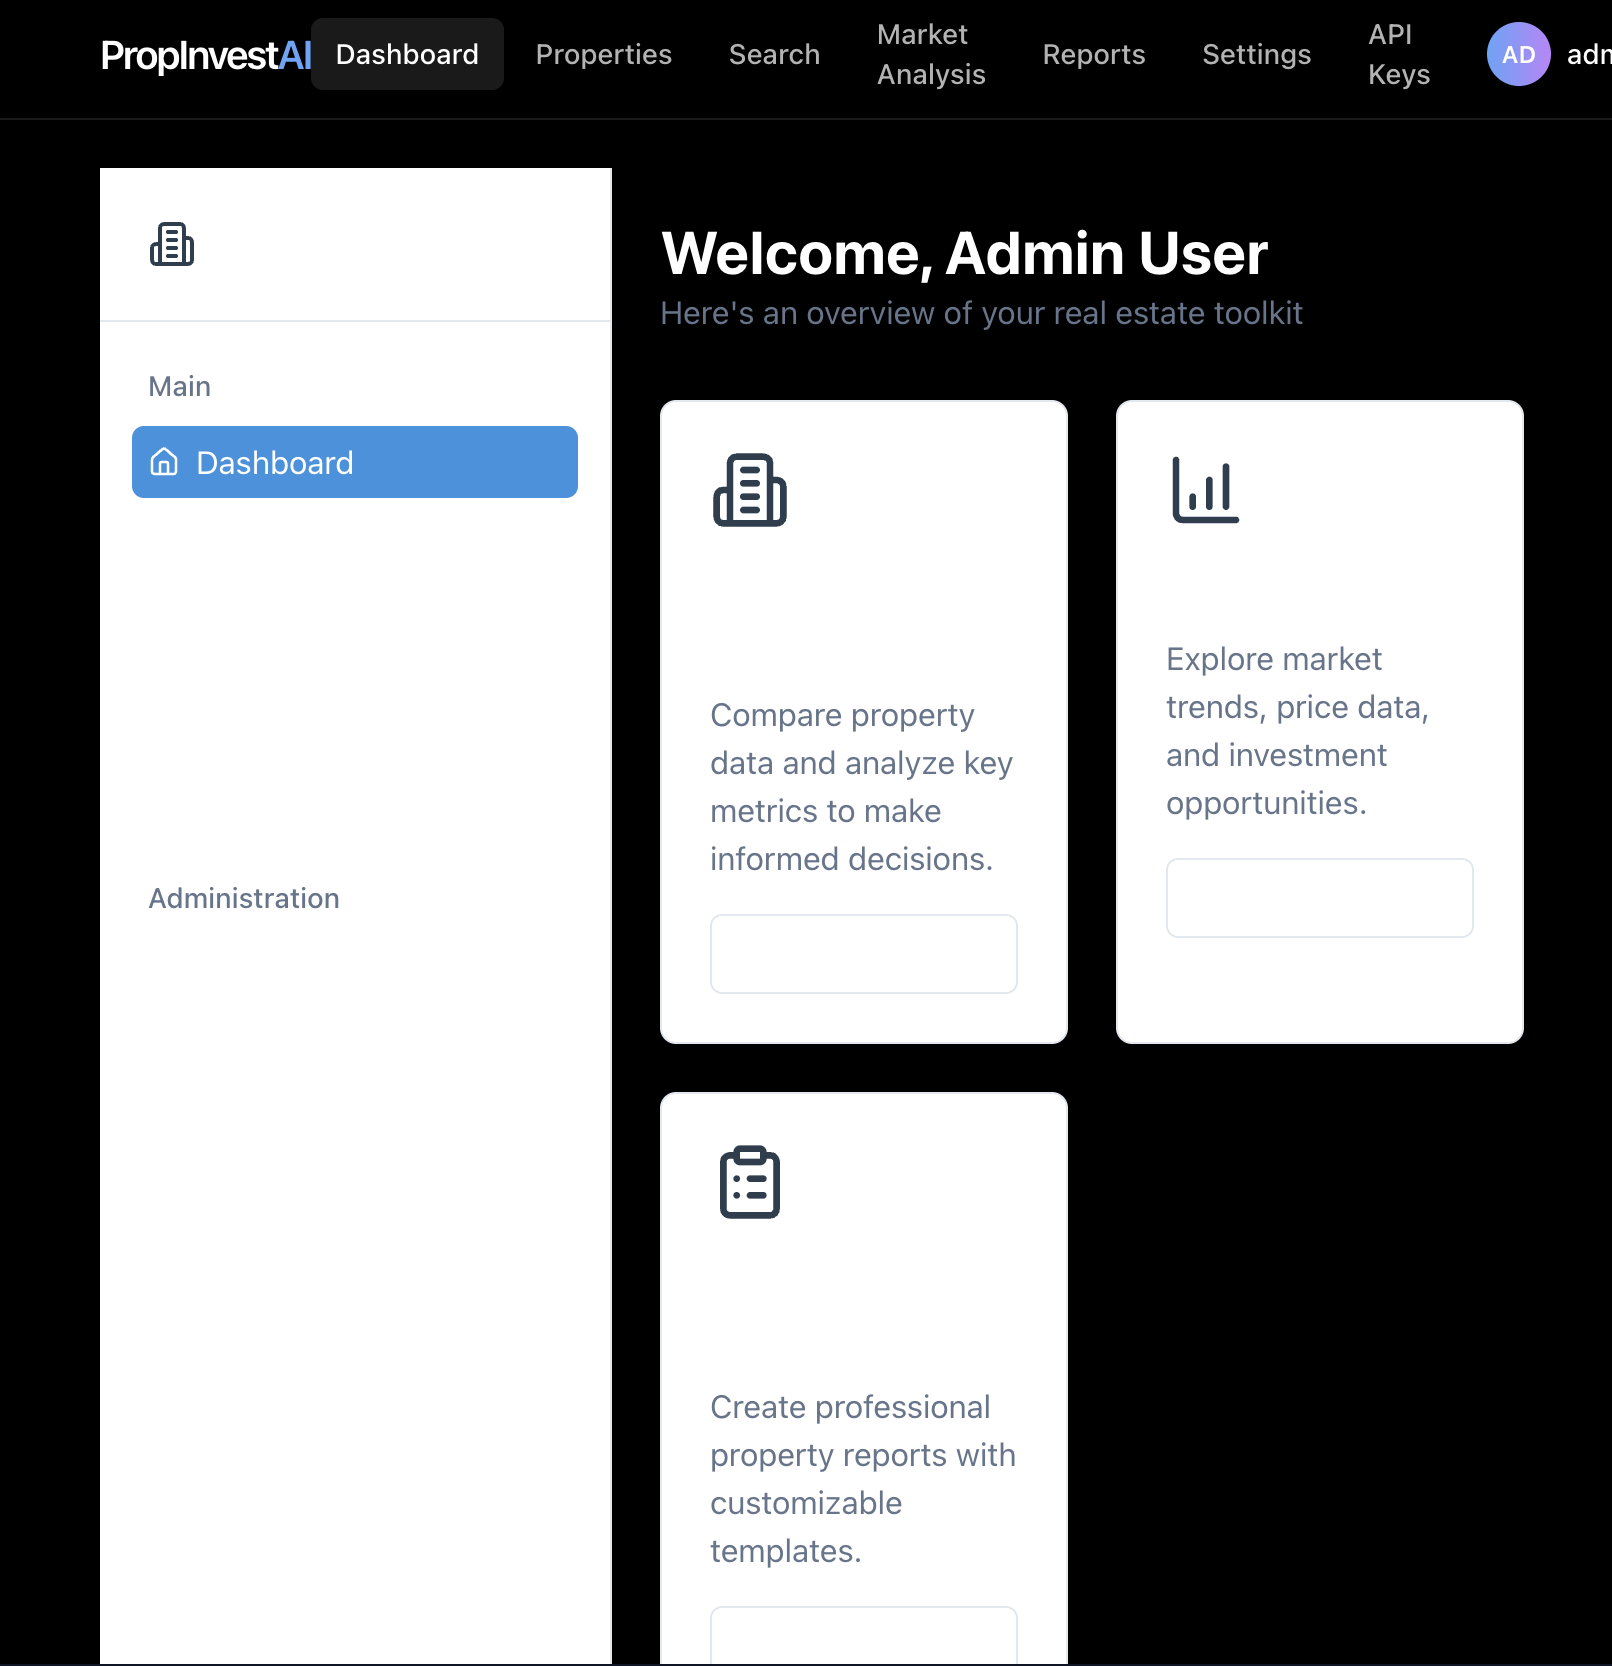 PropInvestAI
Dashboard
Properties
Search
Market
Analysis
Reports
Settings
API
Keys
AD
Main
Dashboard
Administration
Welcome, Admin User
Here's an overview of your real estate toolkit
Compare property
data and analyze key
metrics to make
informed decisions.
Explore market
trends, price data,
and investment
opportunities.
Create professional
property reports with
customizable
templates.